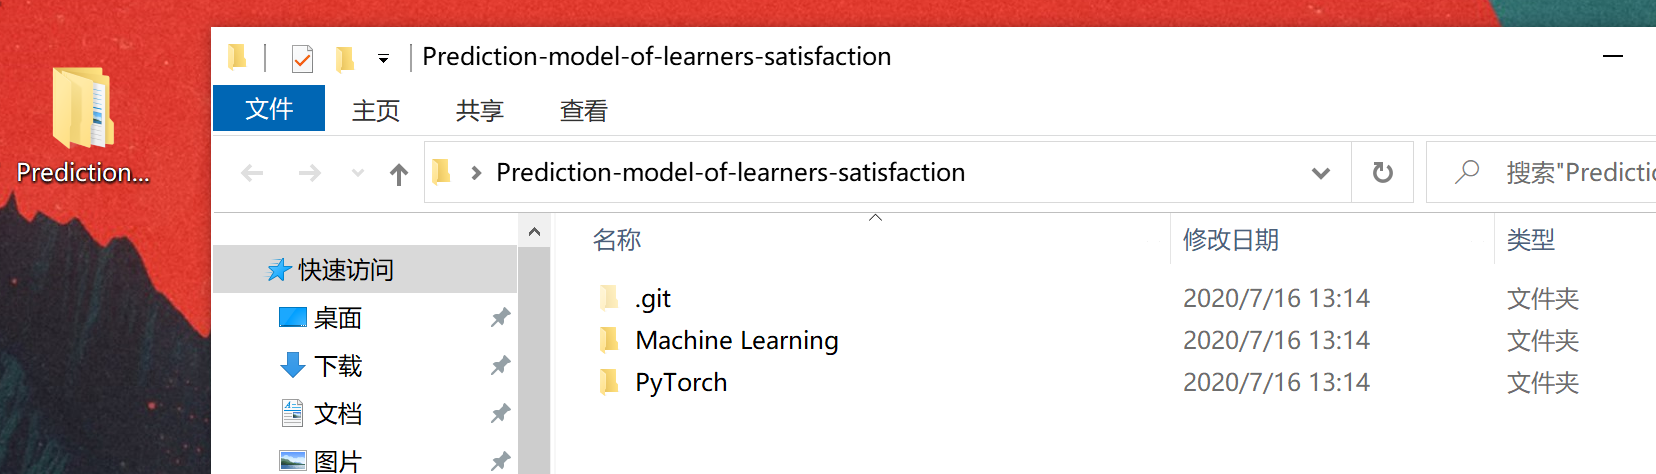 Prediction-model-of-learners-satisfaction
文件 主页 共享 查看
Prediction...
Prediction-model-of-learners-satisfaction
搜索"Predictio
名称 修改日期 类型
快速访问
.git 2020/7/16 13:14 文件夹
桌面
Machine Learning 2020/7/16 13:14 文件夹
下载
PyTorch 2020/7/16 13:14 文件夹
文档
图片